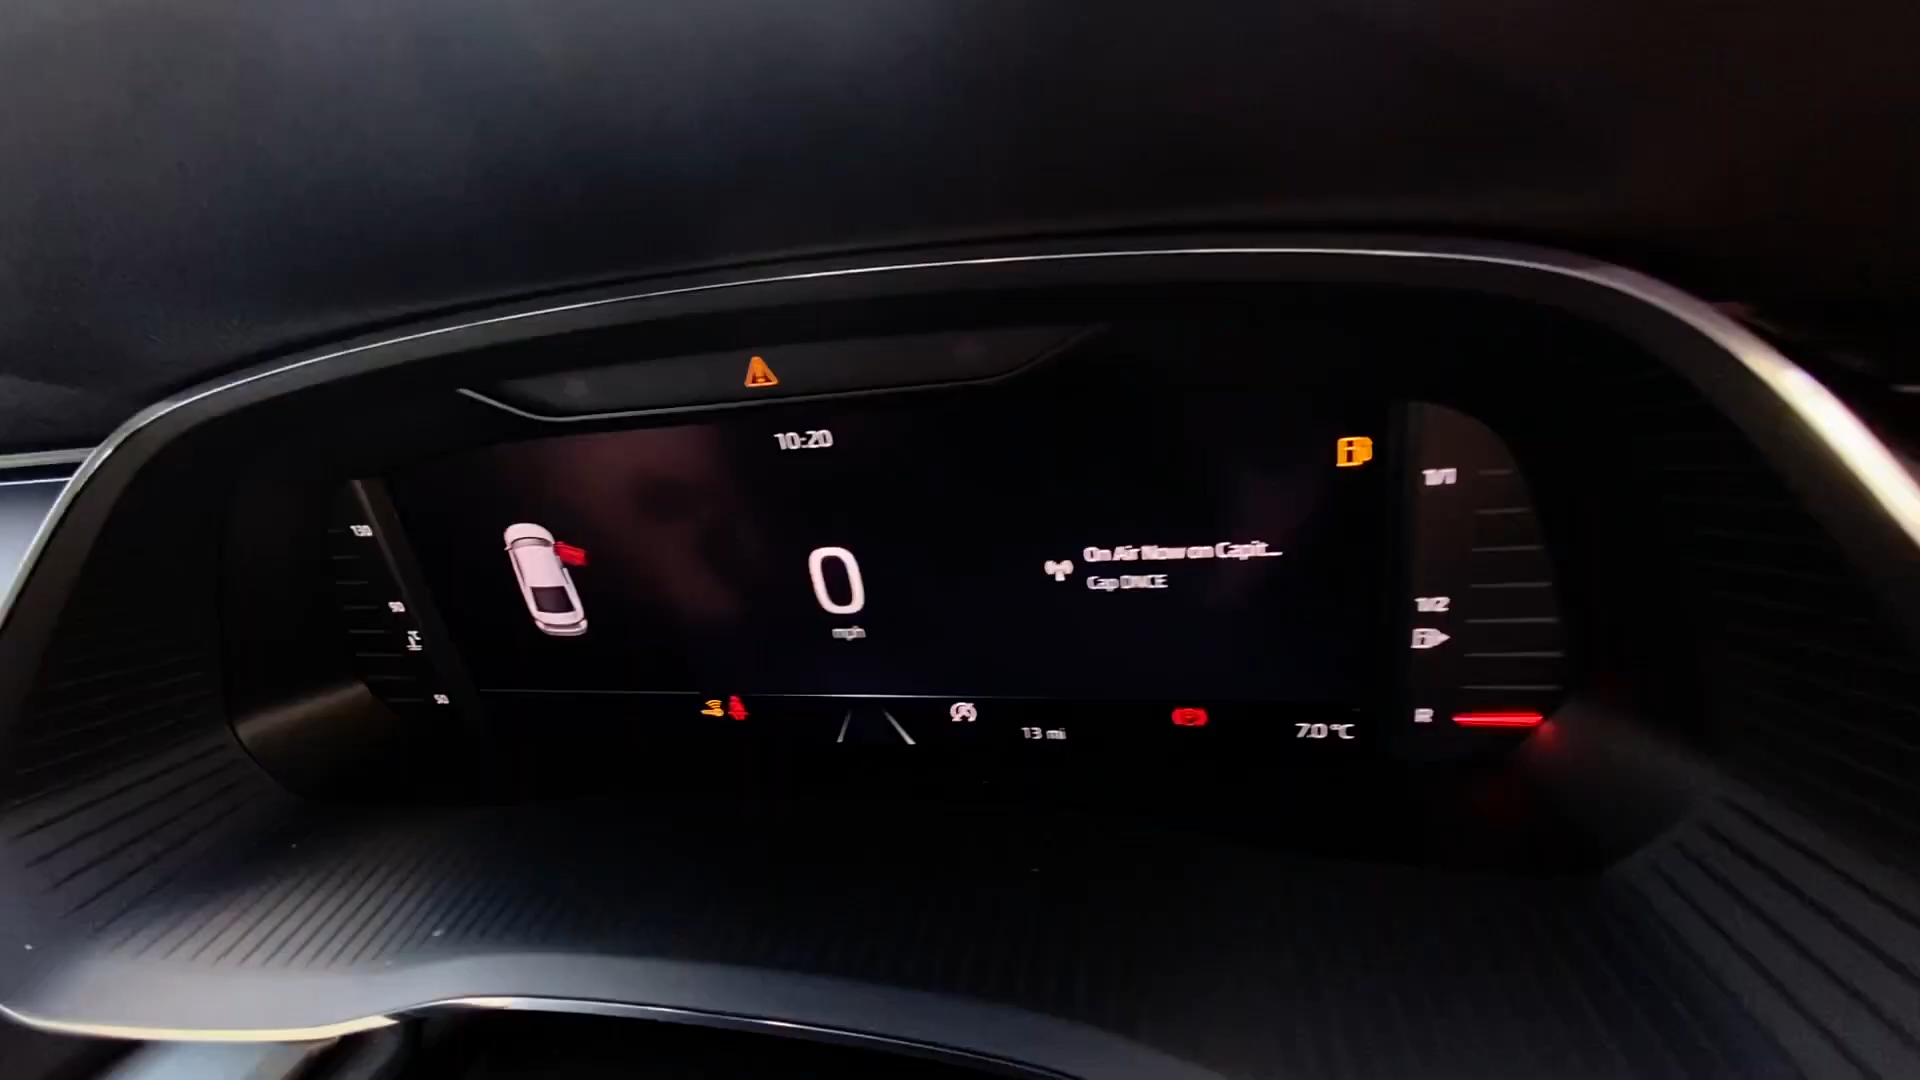 10:20
1/1
130
On Air Now on Capit...
Cap DNCE
0
mph
90
1/2
50
R
13 mi
7.0 °C